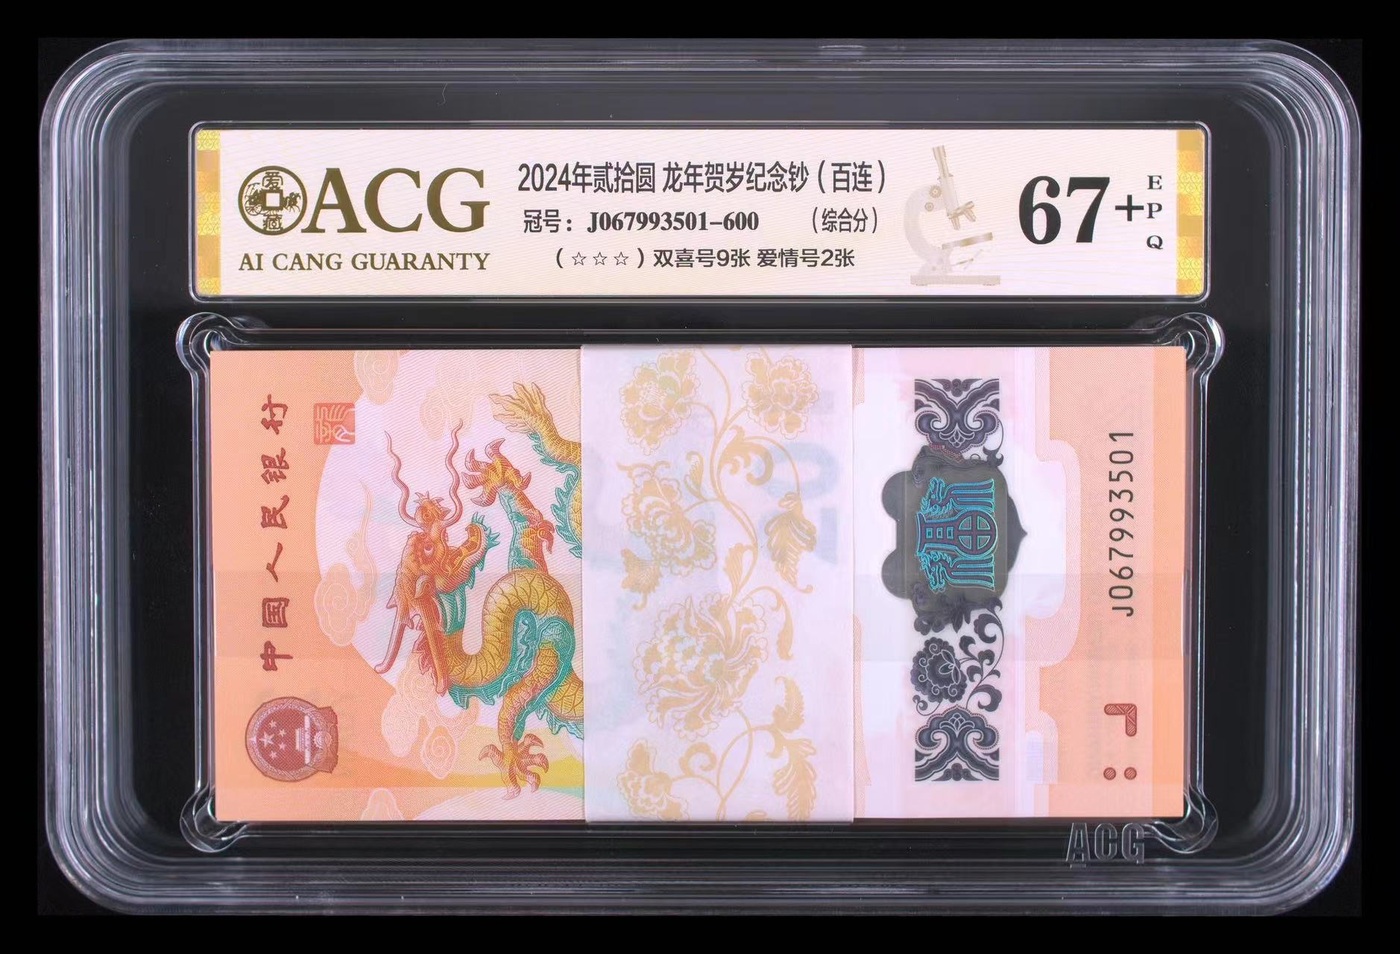 ACG
AI CANG GUARANTY
2024年贰拾圆 龙年贺岁纪念钞（百连）
冠号：J067993501-600 （综合分）
（☆☆☆）双喜号9张 爱情号2张
67+
EPQ
中国人民银行
J067993501
ACG